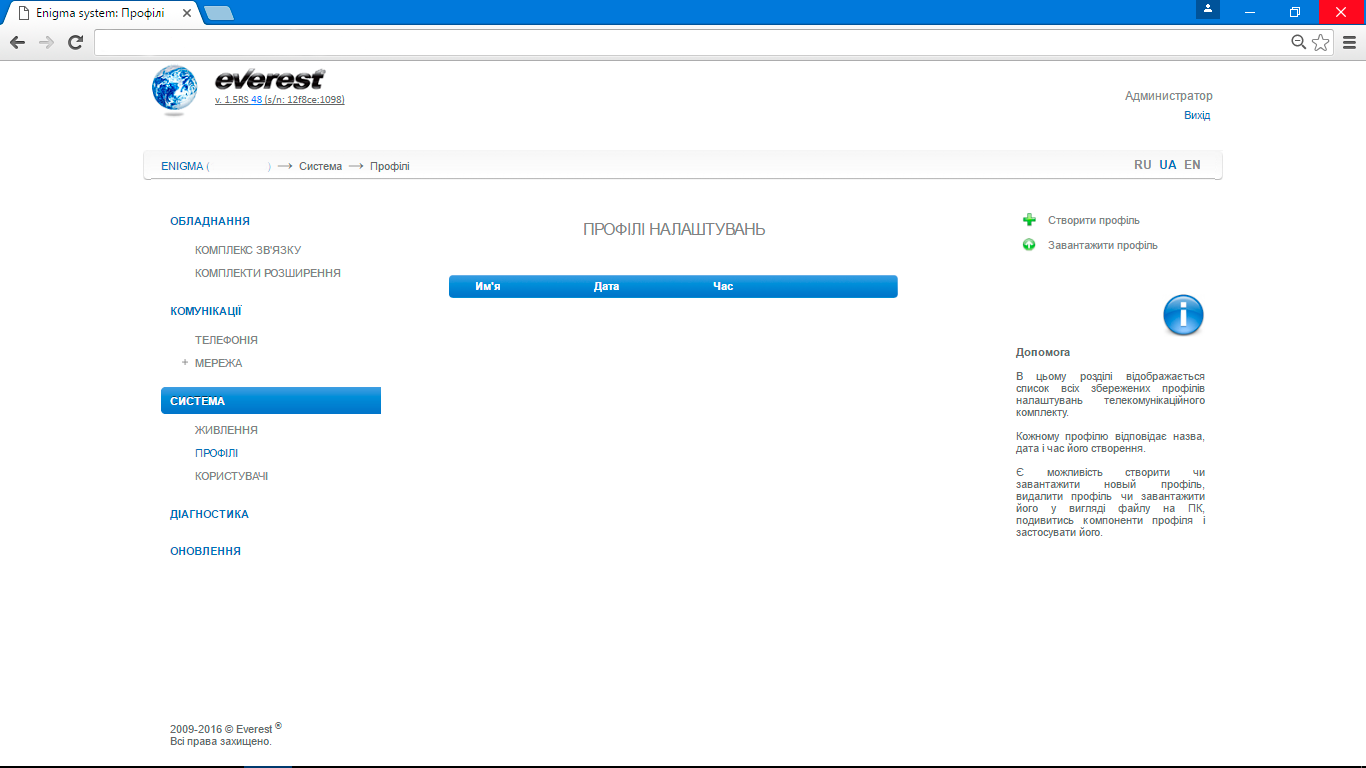 Enigma system: Профілі
everest
v. 1.5RS 48 (s/n: 12f8ce:1098)
Администратор
Вихід
ENIGMA ( ) → Система → Профілі
RU UA EN
ОБЛАДНАННЯ
КОМПЛЕКС ЗВ'ЯЗКУ
КОМПЛЕКТИ РОЗШИРЕННЯ
КОМУНІКАЦІЇ
ТЕЛЕФОНІЯ
+ МЕРЕЖА
СИСТЕМА
ЖИВЛЕННЯ
ПРОФІЛІ
КОРИСТУВАЧІ
ДІАГНОСТИКА
ОНОВЛЕННЯ
ПРОФІЛІ НАЛАШТУВАНЬ
Им'я Дата Час
Створити профіль
Завантажити профіль
i
Допомога
В цьому розділі відображається
список всіх збережених профілів
налаштувань телекомунікаційного
комплекту.
Кожному профілю відповідає назва,
дата і час його створення.
Є можливість створити чи
завантажити новый профіль,
видалити профіль чи завантажити
його у вигляді файлу на ПК,
подивитись компоненти профіля і
застосувати його.
2009-2016 © Everest ®
Всі права захищено.